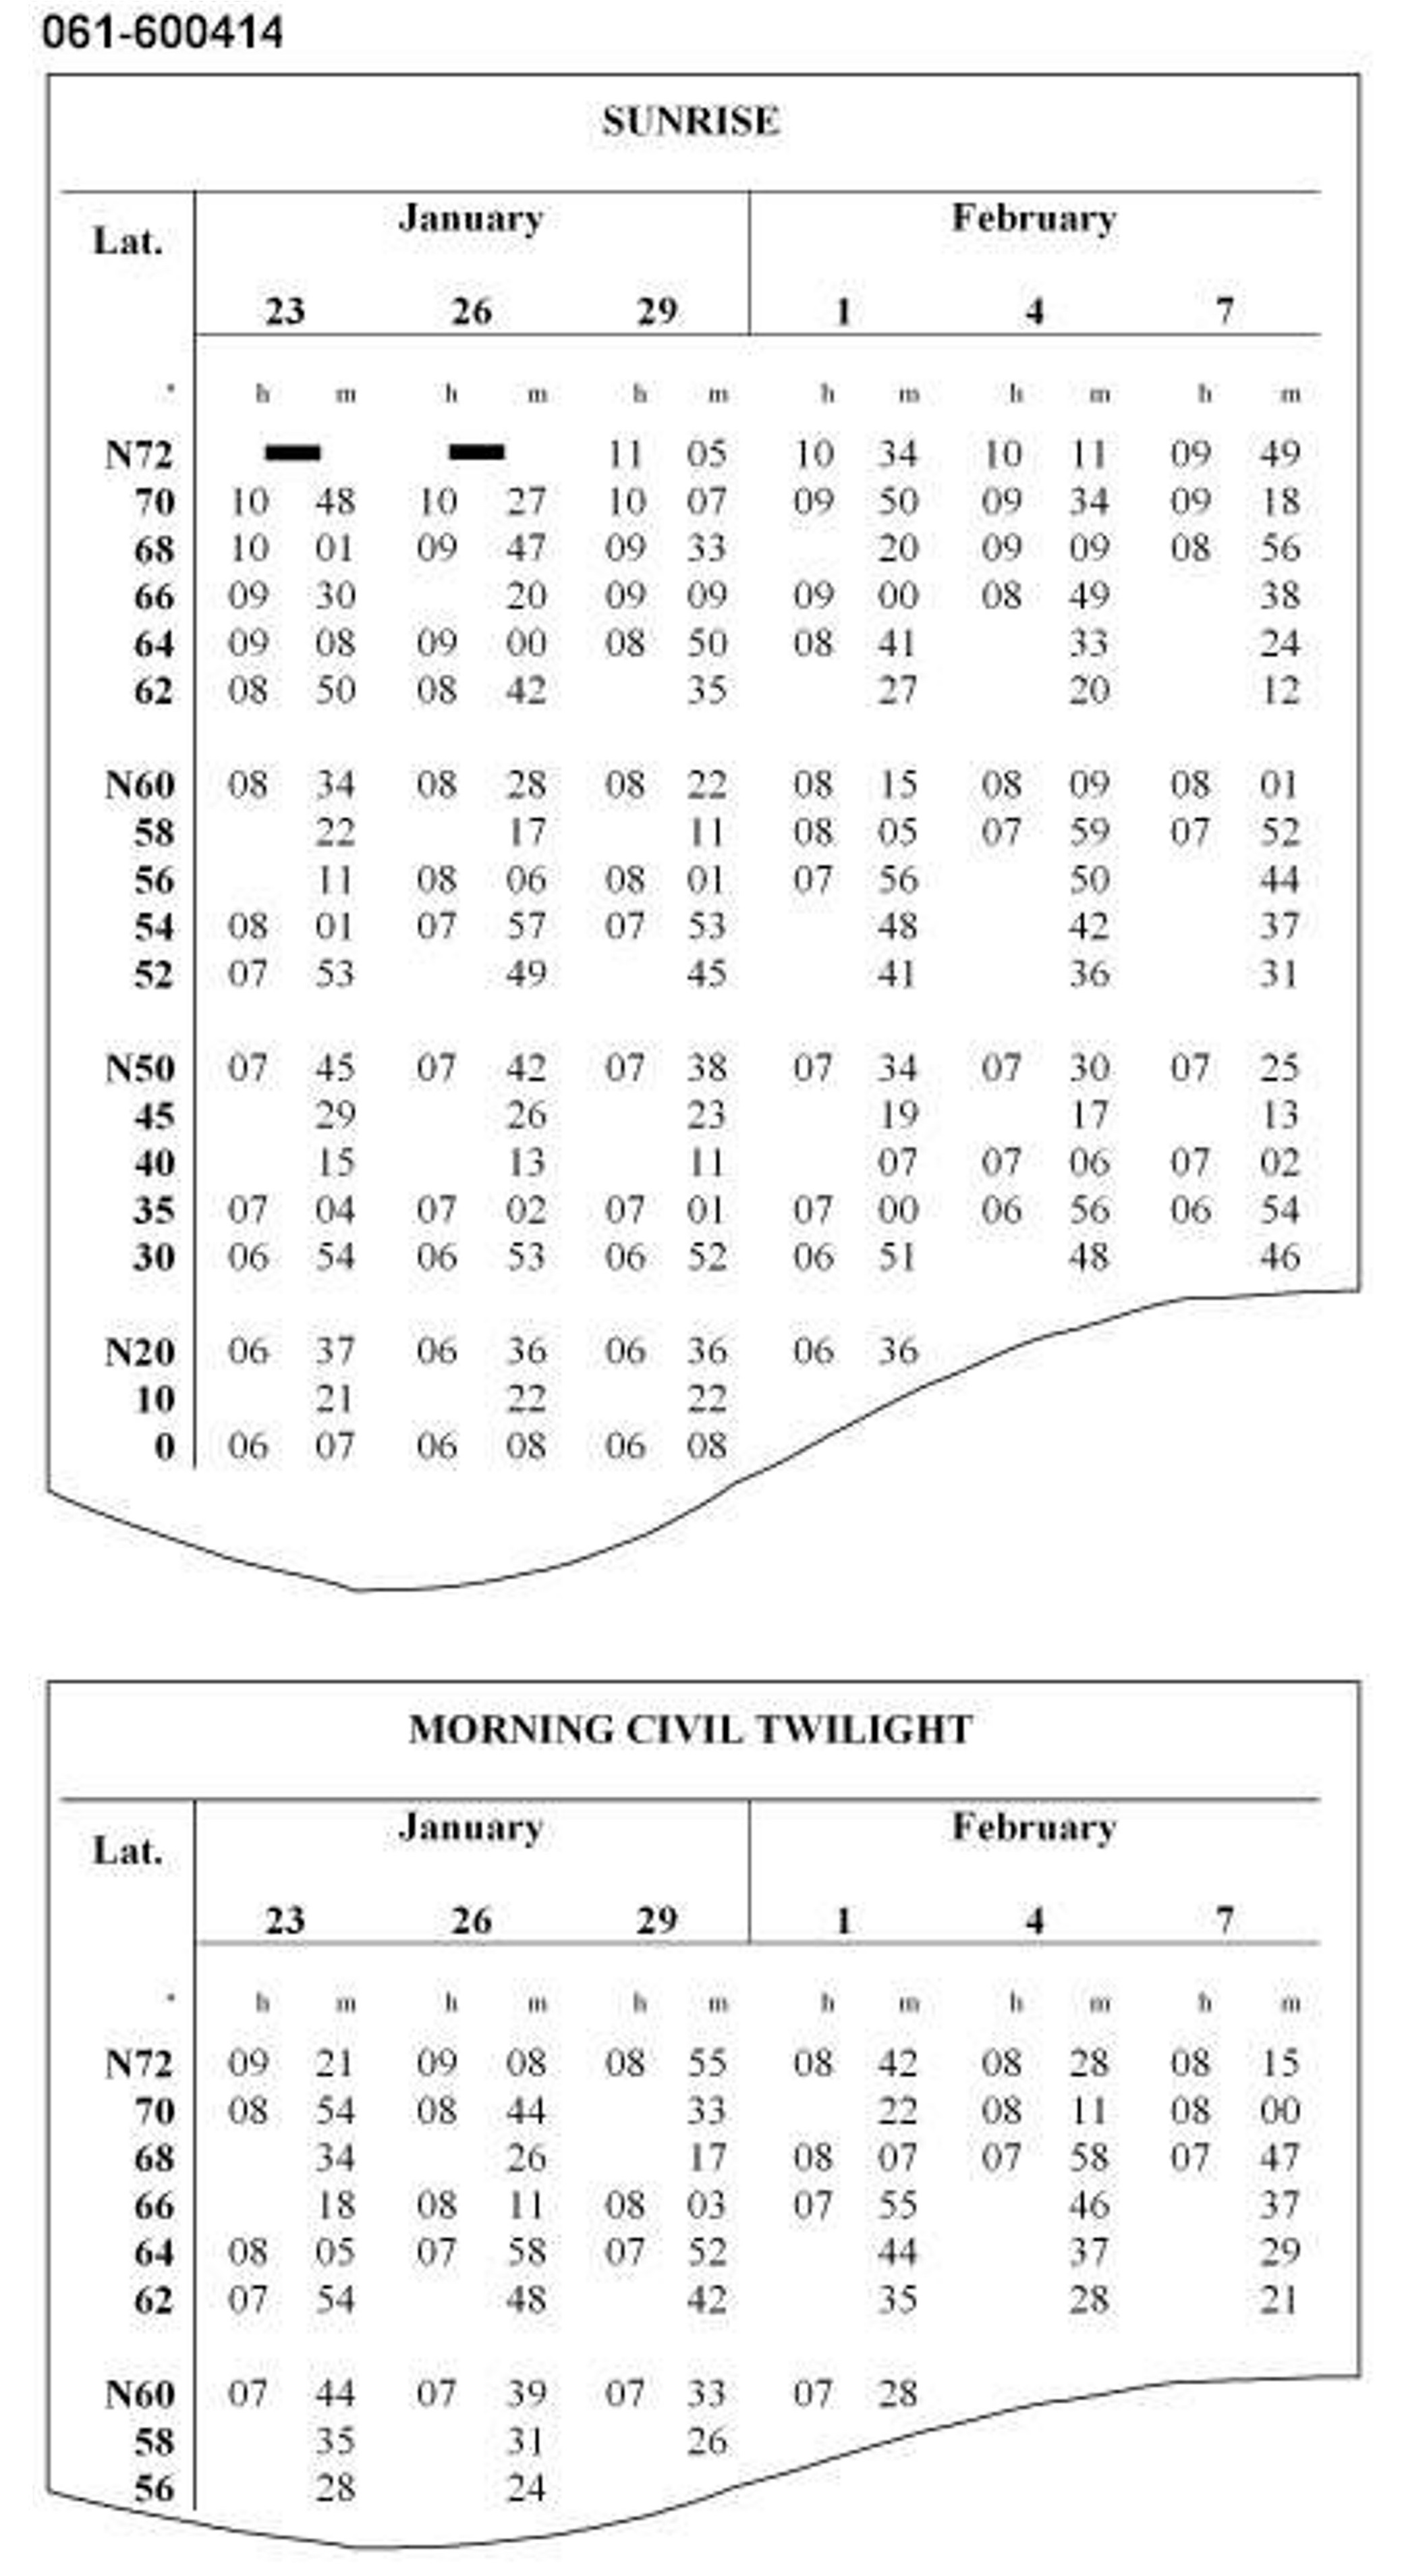 061-600414
SUNRISE
Lat. January February
23 26 29 1 4 7
° h m h m h m h m h m h m
N72 11 05 10 34 10 11 09 49
70 10 48 10 27 10 07 09 50 09 34 09 18
68 10 01 09 47 09 33 20 09 09 08 56
66 09 30 20 09 09 09 00 08 49 38
64 09 08 09 00 08 50 08 41 33 24
62 08 50 08 42 35 27 20 12
N60 08 34 08 28 08 22 08 15 08 09 08 01
58 22 17 11 08 05 07 59 07 52
56 11 08 06 08 01 07 56 50 44
54 08 01 07 57 07 53 48 42 37
52 07 53 49 45 41 36 31
N50 07 45 07 42 07 38 07 34 07 30 07 25
45 29 26 23 19 17 13
40 15 13 11 07 07 06 07 02
35 07 04 07 02 07 01 07 00 06 56 06 54
30 06 54 06 53 06 52 06 51 48 46
N20 06 37 06 36 06 36 06 36
10 21 22 22
0 06 07 06 08 06 08
MORNING CIVIL TWILIGHT
Lat. January February
23 26 29 1 4 7
° h m h m h m h m h m h m
N72 09 21 09 08 08 55 08 42 08 28 08 15
70 08 54 08 44 33 22 08 11 08 00
68 34 26 17 08 07 07 58 07 47
66 18 08 11 08 03 07 55 46 37
64 08 05 07 58 07 52 44 37 29
62 07 54 48 42 35 28 21
N60 07 44 07 39 07 33 07 28
58 35 31 26
56 28 24